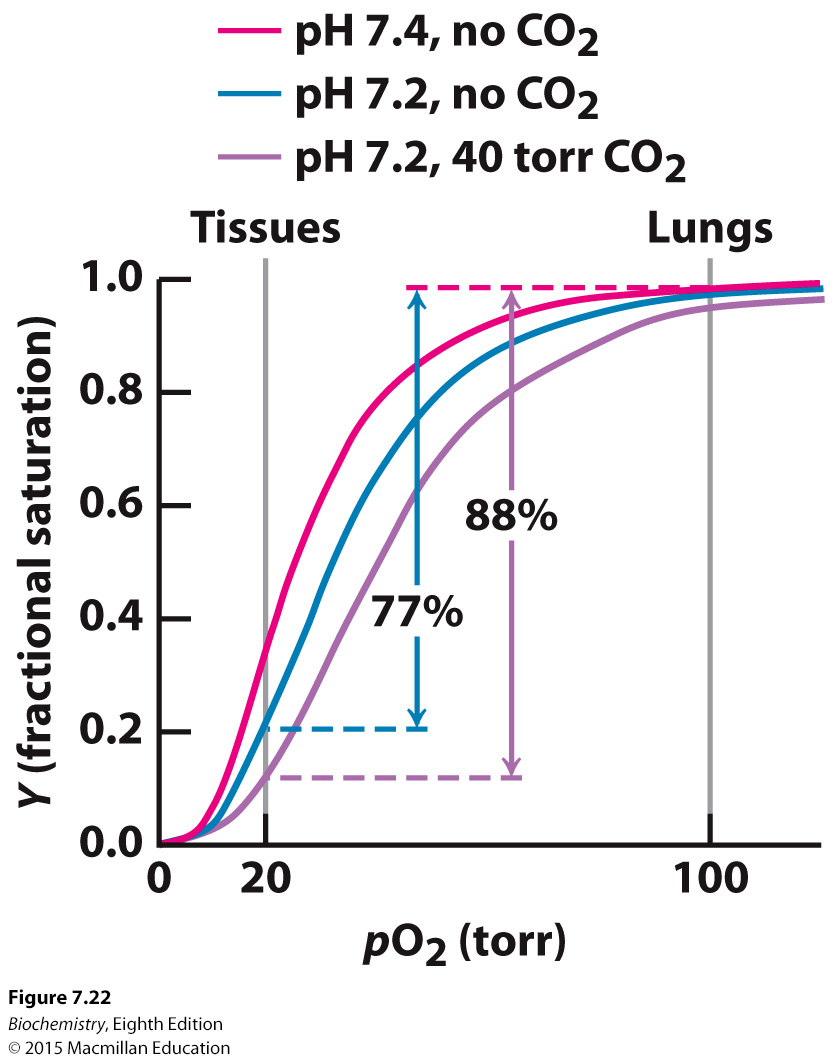 pH 7.4, no CO₂
pH 7.2, no CO₂
pH 7.2, 40 torr CO₂
Tissues
Lungs
1.0
0.8
0.6
0.4
0.2
0.0
Y (fractional saturation)
88%
77%
0
20
100
pO₂ (torr)
Figure 7.22
Biochemistry, Eighth Edition
© 2015 Macmillan Education